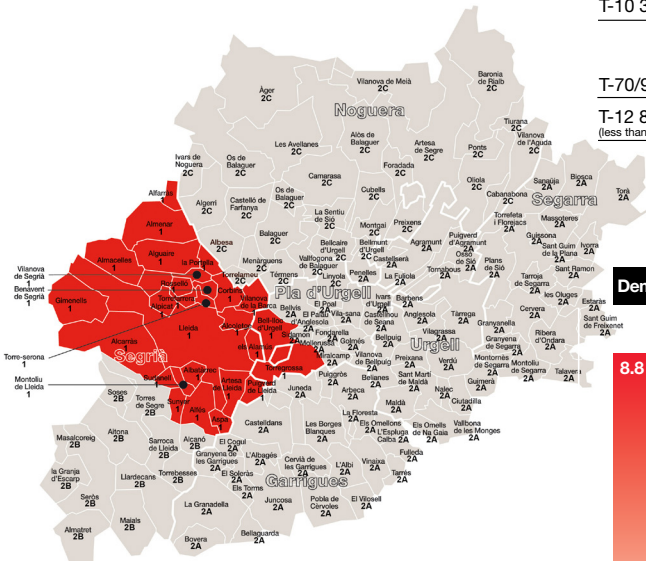 T-10 3
T-70/9
T-12 8
(less than
Den
8.8
Noguera
Segarra
Pla d'Urgell
Urgell
Segrià
Garrigues
Àger
2C
Vilanova de Meià
2C
Baronia
de Rialb
2C
Tiurana
2C
Vilanova
de l'Aguda
2C
Les Avellanes
2C
Alòs de
Balaguer
2C
Artesa
de Segre
2C
Ponts
2C
Ivars de
Noguera
2C
Os de
Balaguer
2C
Camarasa
2C
Foradada
2C
Cubells
2C
Oliola
2C
Cabanabona
2C
Sanaüja
2A
Biosca
2A
Torà
2A
Alfarràs
1
Algerri
2C
Castelló de
Farfanya
2C
Os de
Balaguer
2C
La Sentiu
de Sió
2C
Montgai
2C
Preixens
2C
Torrefeta
i Florejacs
2A
Massoteres
2A
Guissona
2A
Almenar
1
Albesa
2C
Balaguer
2C
Bellcaire
d'Urgell
2C
Bellmunt
d'Urgell
2C
Agramunt
2A
Puigverd
d'Agramunt
2A
Ossó
de Sió
2A
Plans
de Sió
2A
Sant Guim
de la Plana
2A
Ivorra
2A
Almacelles
1
Alguaire
1
la Portella
1
Menàrguens
2C
Vallfogona
de Balaguer
2C
Castellserà
2A
Tornabous
2A
Sant Ramon
2A
Vilanova
de Segrià
1
Benavent
de Segrià
1
Rosselló
1
Torrelameu
2C
Térmens
2C
Linyola
2A
Penelles
2A
La Fuliola
2A
Tarroja
de Segarra
2A
les Oluges
2A
Estaràs
2A
Gimenells
1
Torrefarrera
1
Alpicat
1
Corbins
1
Vilanova
de la Barca
1
Bellvís
2A
El Poal
2A
Ivars
d'Urgell
2A
Barbens
2A
Anglesola
2A
Tàrrega
2A
Cervera
2A
Sant Guim
de Freixenet
2A
El Palau
d'Anglesola
2A
Vila-sana
2A
Castellnou
de Seana
2A
Vilagrassa
2A
Granyanella
2A
Lleida
1
Alcoletge
1
Bell-lloc
d'Urgell
1
Sidamon
2A
Fondarella
2A
Mollerussa
2A
Golmés
2A
Granyena
de Segarra
2A
Ribera
d'Ondara
2A
Alcarràs
1
els Alamús
1
Miralcamp
2A
Vilanova
de Bellpuig
2A
Bellpuig
2A
Preixana
2A
Verdú
2A
Montornès
de Segarra
2A
Montoliu
de Segarra
2A
Talavera
2A
Torre-serona
1
Sudanell
1
Albatàrrec
1
Torregrossa
1
Puiggròs
2A
Bellianes
2A
Sant Martí
de Maldà
2A
Guimerà
2A
Montoliu
de Lleida
1
Artesa
de Lleida
1
Puigverd
de Lleida
1
Juneda
2A
Arbeca
2A
Maldà
2A
Nalec
2A
Ciutadilla
2A
Soses
2B
Torres
de Segre
2B
Sunyer
1
Alfés
1
Aspa
1
Castelldans
2A
Les Borges
Blanques
2A
La Floresta
2A
Els Omellons
2A
L'Espluga
Calba 2A
Els Omells
de Na Gaia
2A
Vallbona
de les Monges
2A
Masalcoreig
2B
Aitona
2B
Sarroca
de Lleida
2B
Alcanó
2B
El Cogul
2A
Granyena de
les Garrigues
2A
L'Albagés
2A
Cervià de
les Garrigues
2A
L'Albi
2A
Vinaixa
2A
Fulleda
2A
Tarrés
2A
la Granja
d'Escarp
2B
Llardecans
2B
Torrebesses
2B
El Soleràs
2A
Els Torms
2A
Seròs
2B
La Granadella
2A
Juncosa
2A
Pobla de
Cérvoles
2A
El Vilosell
2A
Almatret
2B
Maials
2B
Bovera
2A
Bellaguarda
2A